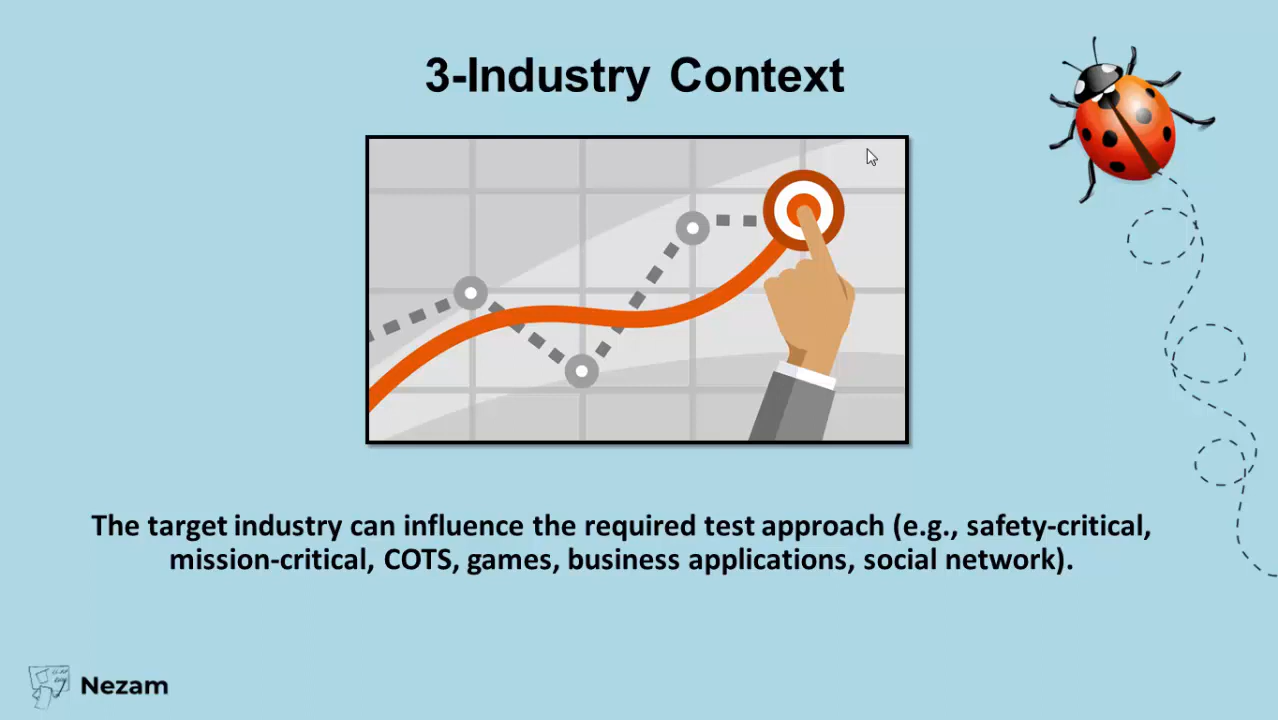 3-Industry Context
The target industry can influence the required test approach (e.g., safety-critical,
mission-critical, COTS, games, business applications, social network).
Nezam